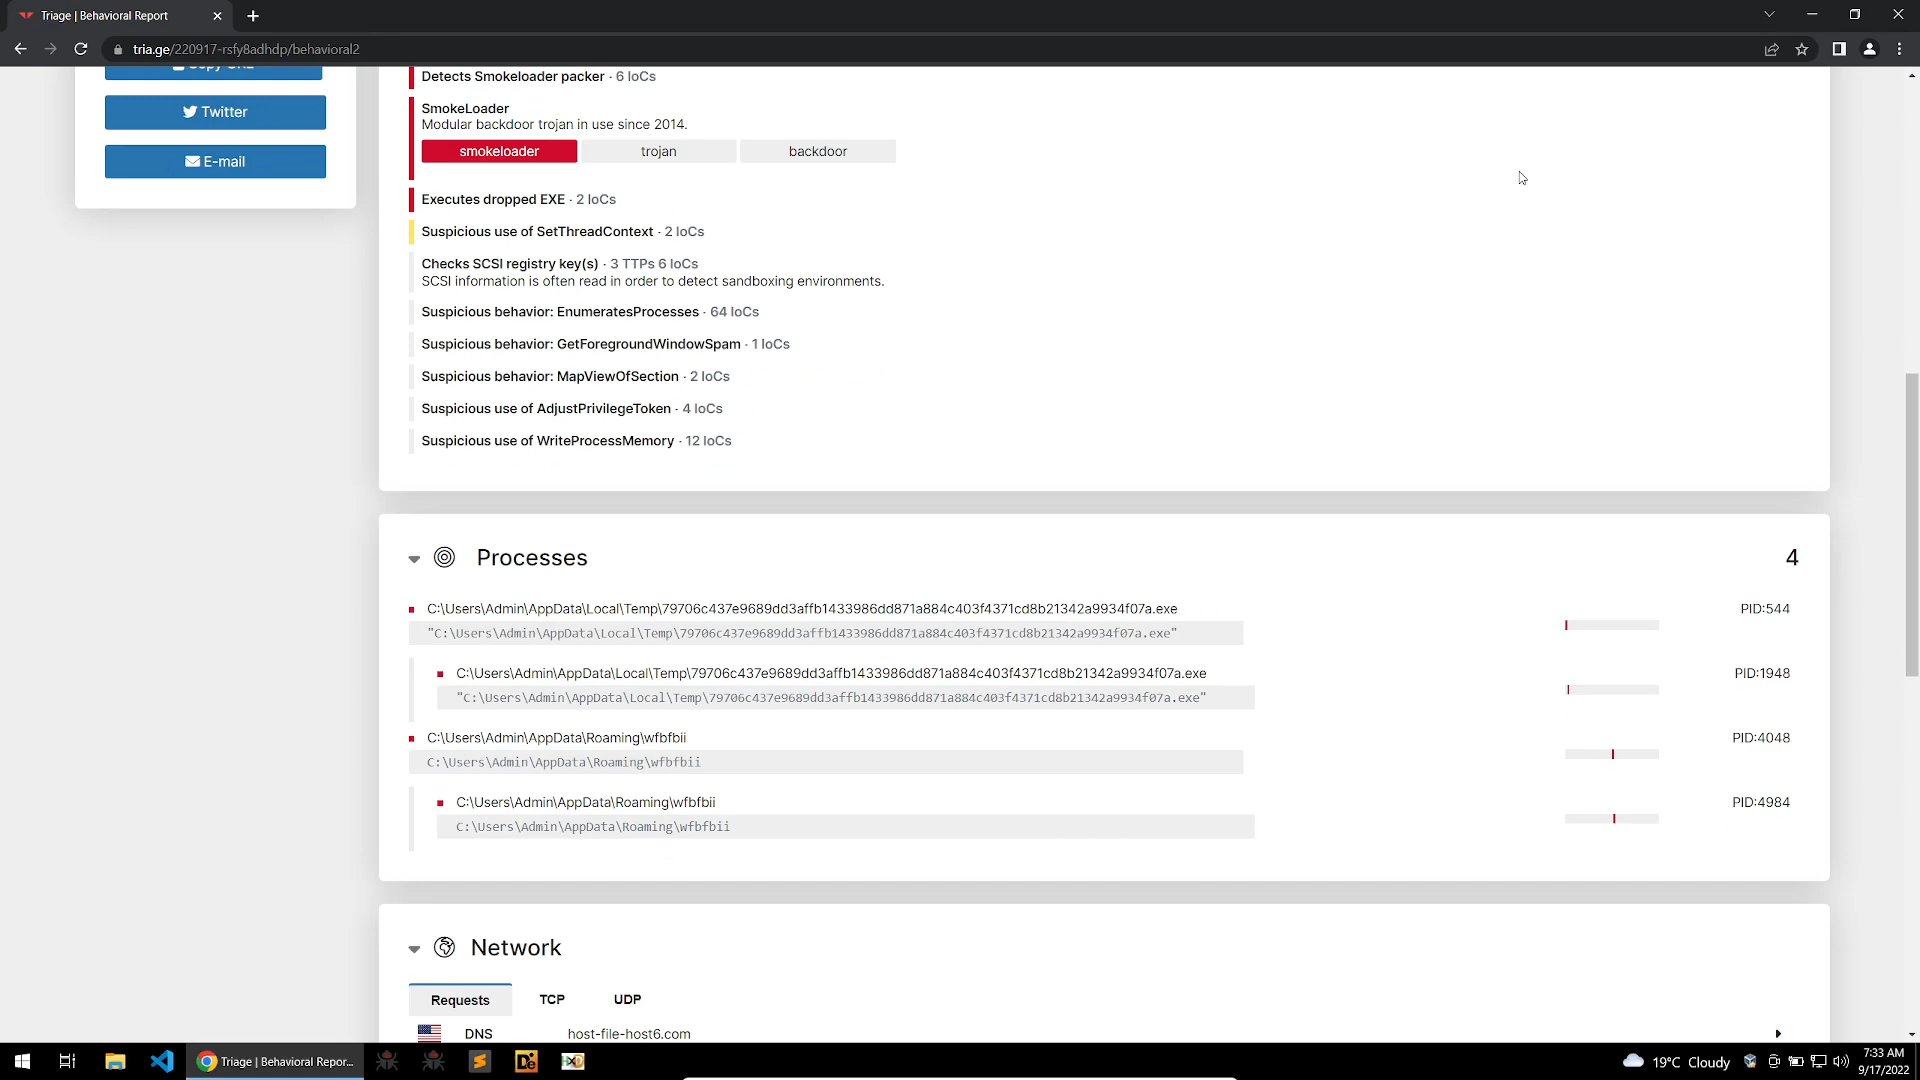 Triage | Behavioral Report
tria.ge/220917-rsfy8adhdp/behavioral2
Copy URL
Twitter
E-mail
Detects Smokeloader packer · 6 IoCs
SmokeLoader
Modular backdoor trojan in use since 2014.
smokeloader trojan backdoor
Executes dropped EXE · 2 IoCs
Suspicious use of SetThreadContext · 2 IoCs
Checks SCSI registry key(s) · 3 TTPs 6 IoCs
SCSI information is often read in order to detect sandboxing environments.
Suspicious behavior: EnumeratesProcesses · 64 IoCs
Suspicious behavior: GetForegroundWindowSpam · 1 IoCs
Suspicious behavior: MapViewOfSection · 2 IoCs
Suspicious use of AdjustPrivilegeToken · 4 IoCs
Suspicious use of WriteProcessMemory · 12 IoCs
Processes 4
C:\Users\Admin\AppData\Local\Temp\79706c437e9689dd3affb1433986dd871a884c403f4371cd8b21342a9934f07a.exe PID:544
"C:\Users\Admin\AppData\Local\Temp\79706c437e9689dd3affb1433986dd871a884c403f4371cd8b21342a9934f07a.exe"
C:\Users\Admin\AppData\Local\Temp\79706c437e9689dd3affb1433986dd871a884c403f4371cd8b21342a9934f07a.exe PID:1948
"C:\Users\Admin\AppData\Local\Temp\79706c437e9689dd3affb1433986dd871a884c403f4371cd8b21342a9934f07a.exe"
C:\Users\Admin\AppData\Roaming\wfbfbii PID:4048
C:\Users\Admin\AppData\Roaming\wfbfbii
C:\Users\Admin\AppData\Roaming\wfbfbii PID:4984
C:\Users\Admin\AppData\Roaming\wfbfbii
Network
Requests TCP UDP
DNS host-file-host6.com
Triage | Behavioral Repor...
19°C Cloudy
7:33 AM
9/17/2022